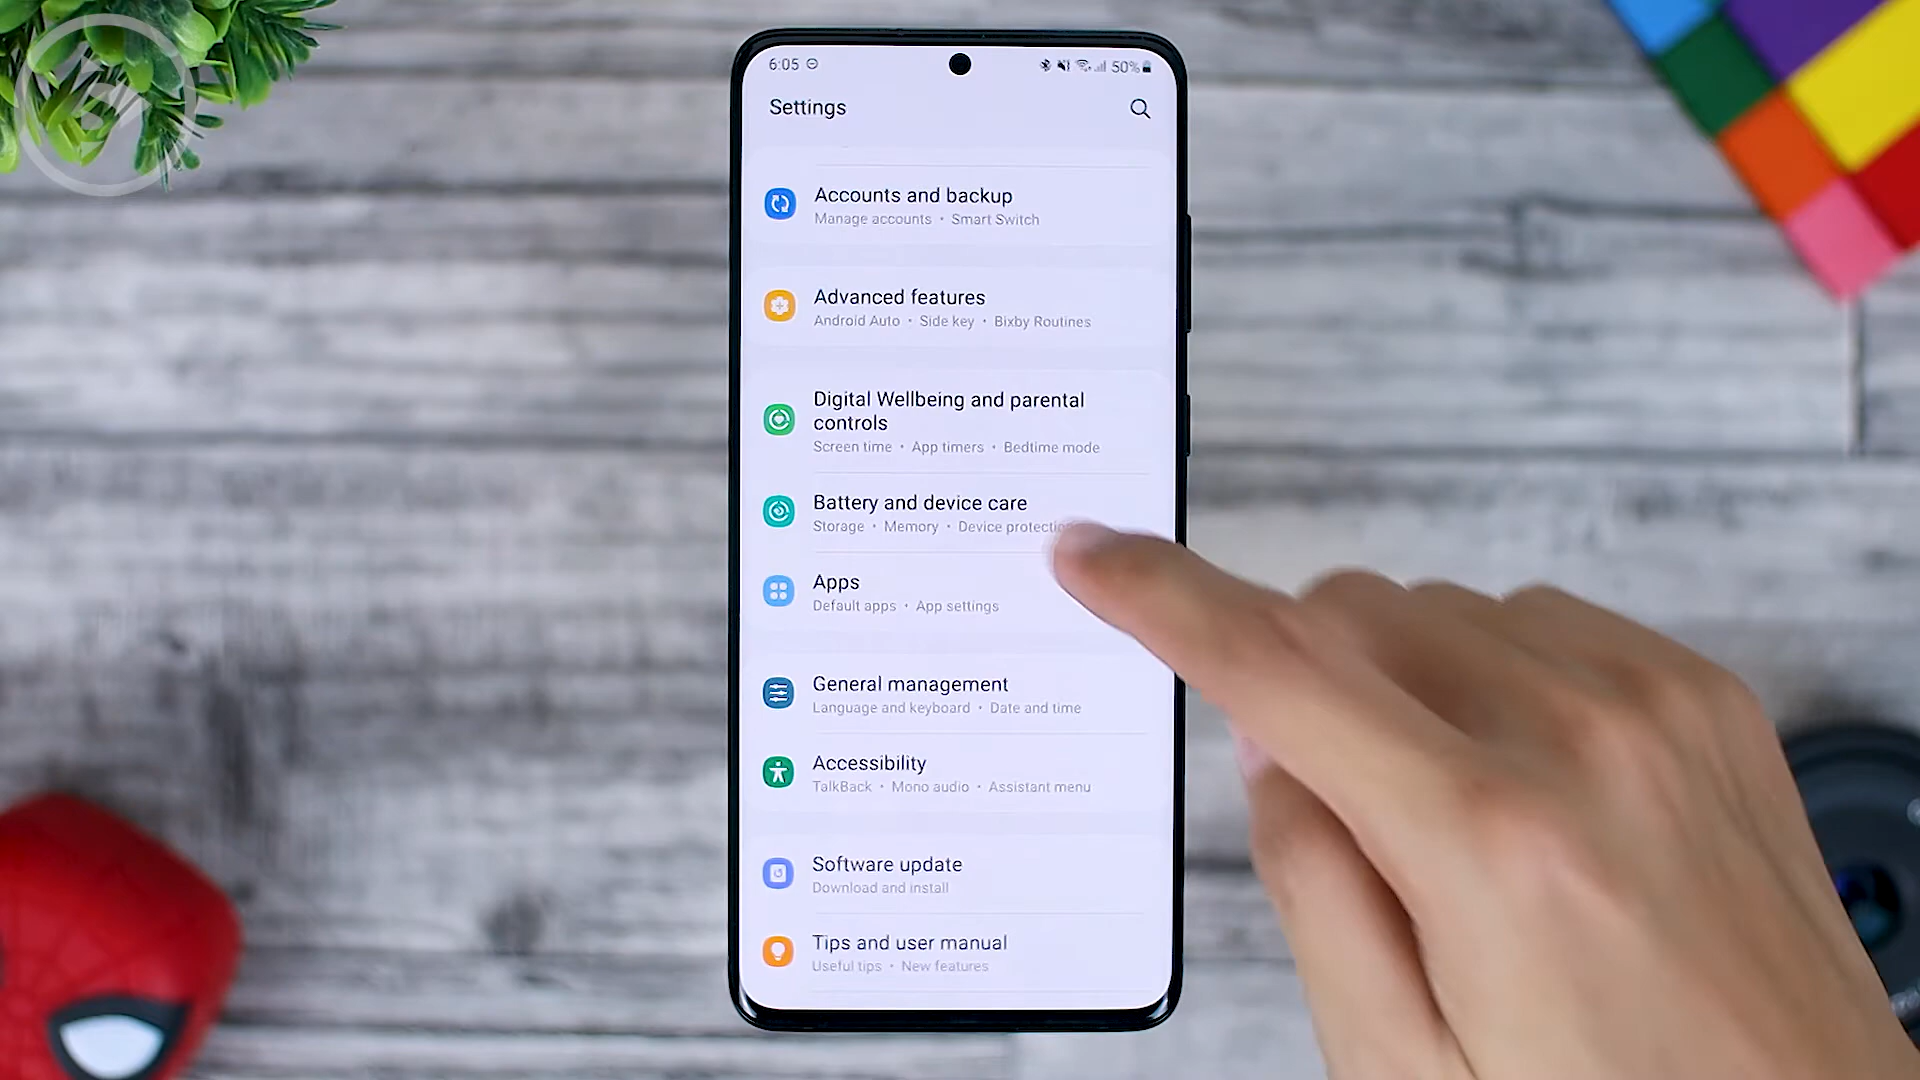 6:05
50%
Settings
Accounts and backup
Manage accounts • Smart Switch
Advanced features
Android Auto • Side key • Bixby Routines
Digital Wellbeing and parental
controls
Screen time • App timers • Bedtime mode
Battery and device care
Storage • Memory • Device protection
Apps
Default apps • App settings
General management
Language and keyboard • Date and time
Accessibility
TalkBack • Mono audio • Assistant menu
Software update
Download and install
Tips and user manual
Useful tips • New features